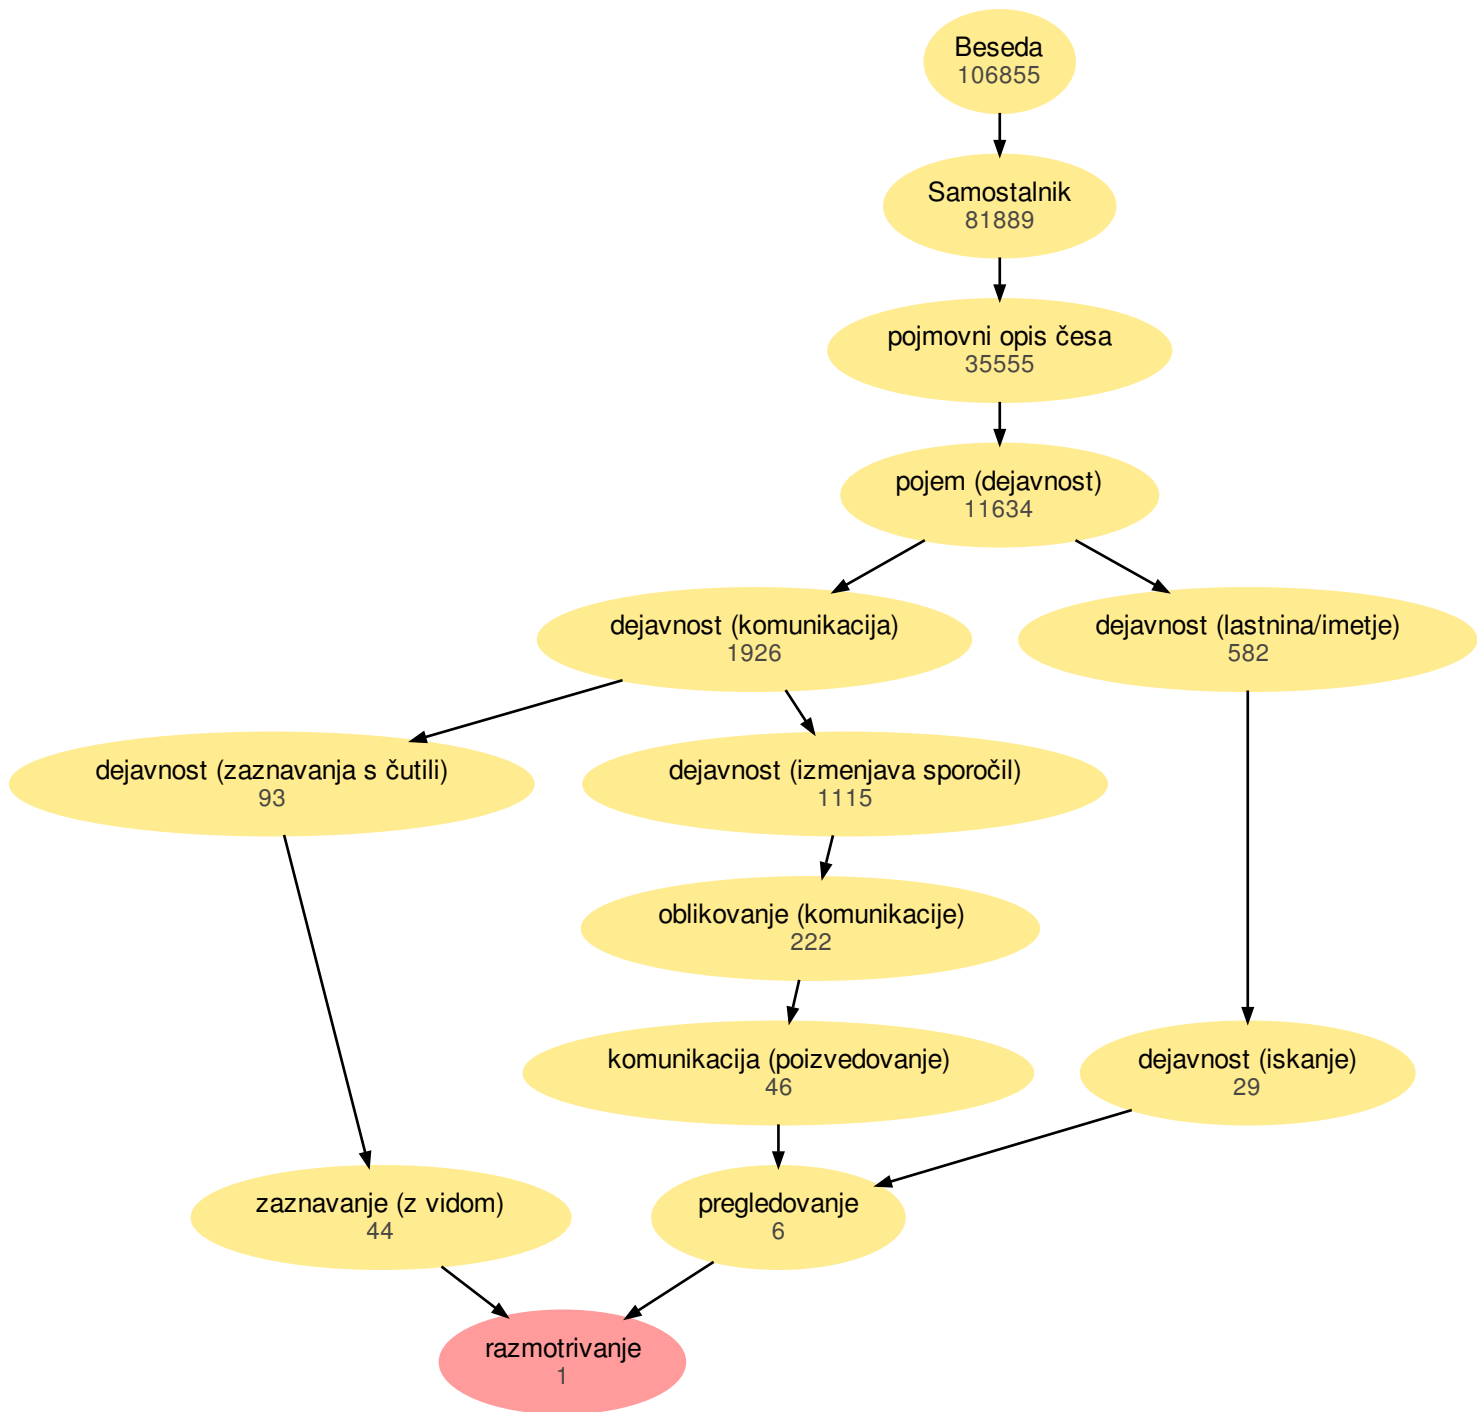 Beseda
106855
Samostalnik
81889
pojmovni opis česa
35555
pojem (dejavnost)
11634
dejavnost (komunikacija)
1926
dejavnost (lastnina/imetje)
582
dejavnost (zaznavanja s čutili)
93
dejavnost (izmenjava sporočil)
1115
oblikovanje (komunikacije)
222
komunikacija (poizvedovanje)
46
dejavnost (iskanje)
29
zaznavanje (z vidom)
44
pregledovanje
6
razmotrivanje
1